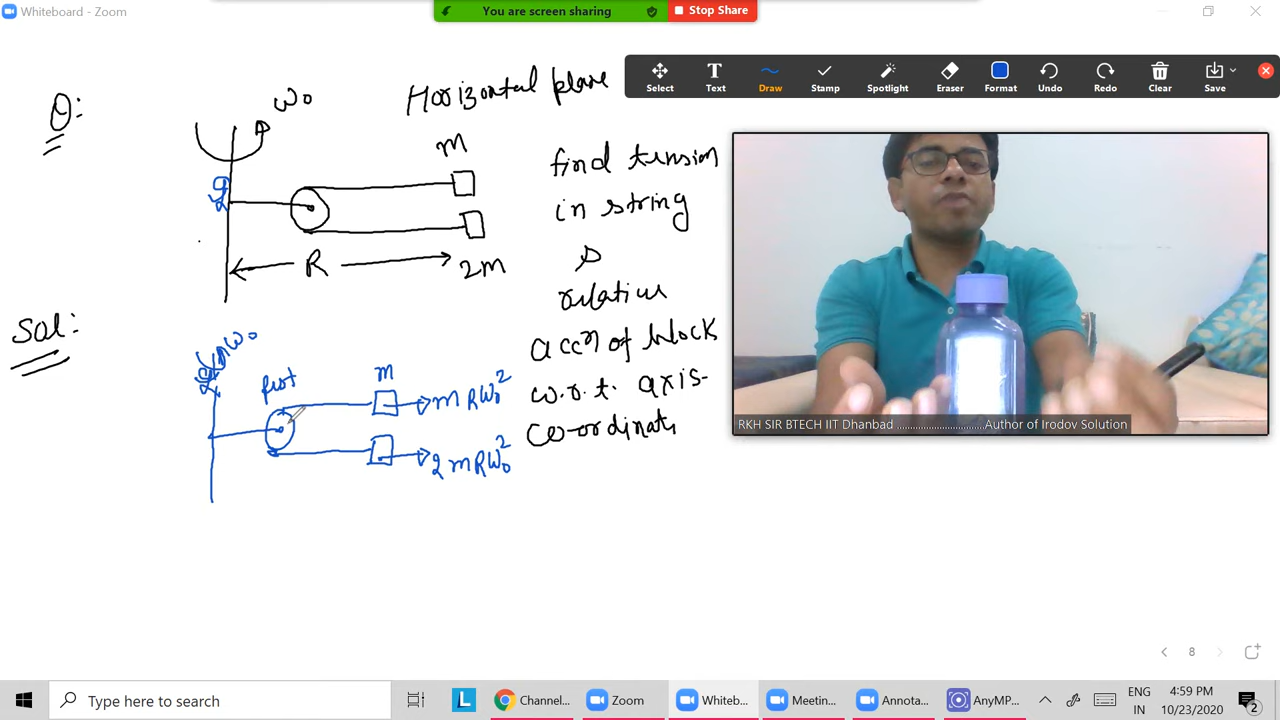 Whiteboard - Zoom
You are screen sharing
Stop Share
Select
Text
Draw
Stamp
Spotlight
Eraser
Format
Undo
Redo
Clear
Save
Q:
ω₀
Horizontal plane
m
2m
R
find tension
in string
&
relative
accⁿ of block
w.r.t. axis
co-ordinate
Sol:
ω₀
m
mRω₀²
2mRω₀²
RKH SIR BTECH IIT Dhanbad ..............................Author of Irodov Solution
8
Type here to search
Channel...
Zoom
Whiteb...
Meetin...
Annota...
AnyMP...
ENG
IN
4:59 PM
10/23/2020
2